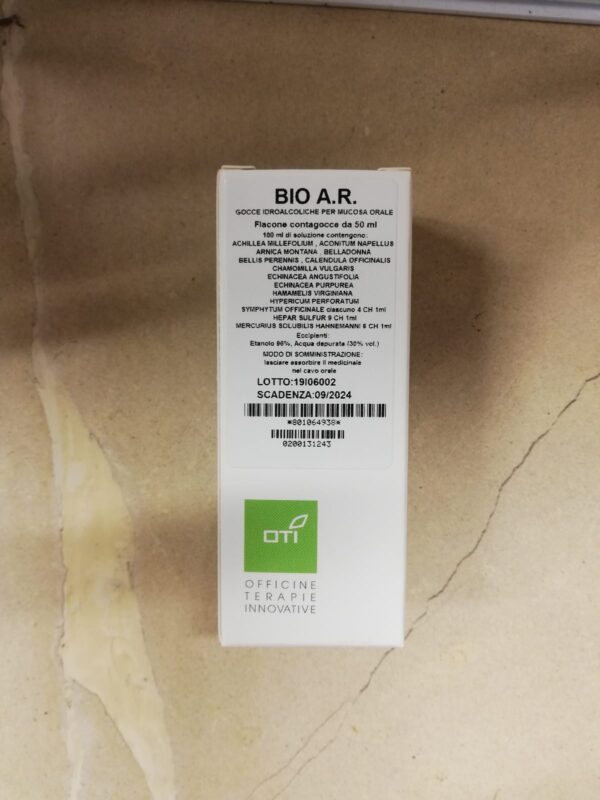 BIO A.R.
GOCCE IDROALCOLICHE PER MUCOSA ORALE
Flacone contagocce da 50 ml
100 ml di soluzione contengono:
ACHILLEA MILLEFOLIUM , ACONITUM NAPELLUS
ARNICA MONTANA , BELLADONNA
BELLIS PERENNIS , CALENDULA OFFICINALIS
CHAMOMILLA VULGARIS
ECHINACEA ANGUSTIFOLIA
ECHINACEA PURPUREA
HAMAMELIS VIRGINIANA
HYPERICUM PERFORATUM
SYMPHYTUM OFFICINALE ciascuno 4 CH 1ml
HEPAR SULFUR 9 CH 1ml
MERCURIUS SOLUBILIS HAHNEMANNI 6 CH 1ml
Eccipienti:
Etanolo 96%, Acqua depurata (30% vol.)
MODO DI SOMMINISTRAZIONE:
lasciare assorbire il medicinale
nel cavo orale
LOTTO:19I06002
SCADENZA:09/2024
*801064938*
0200131243
OTI
OFFICINE
TERAPIE
INNOVATIVE